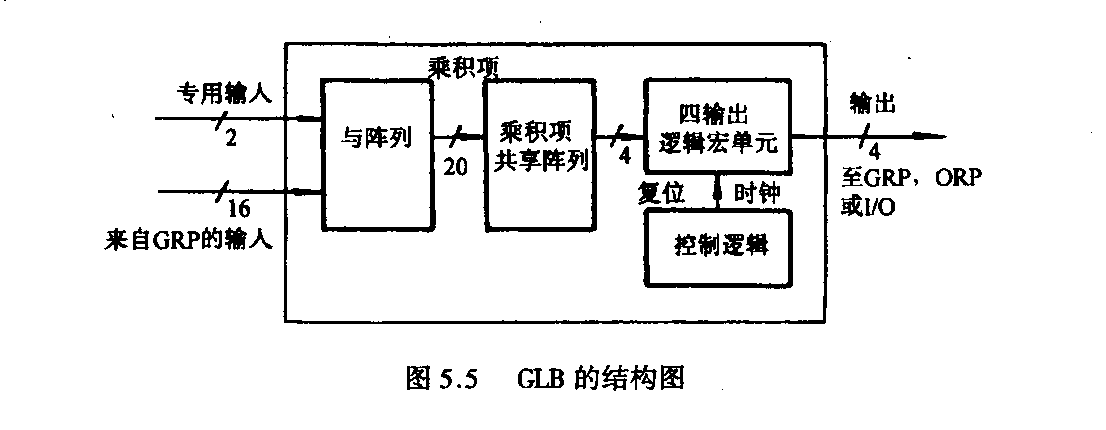 乘积项
专用输人
2
16
来自GRP的输人
与阵列
20
乘积项
共享阵列
4
四输出
逻辑宏单元
复位
时钟
控制逻辑
输出
4
至GRP，ORP
或I/O
图 5.5 GLB 的结构图